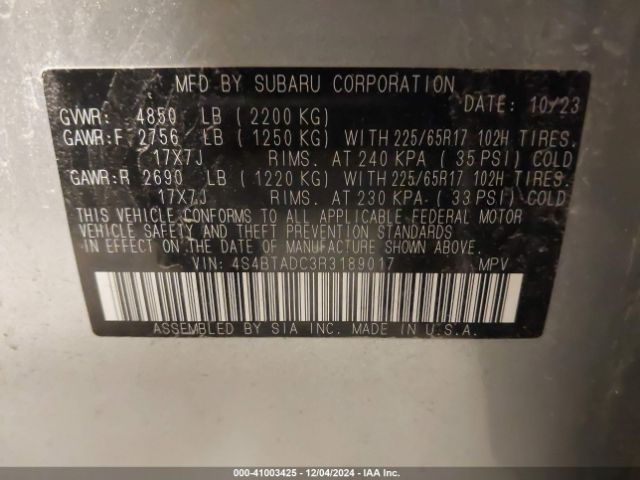 MFD BY SUBARU CORPORATION
DATE: 10/23
GVWR: 4850 LB (2200 KG)
GAWR:F 2756 LB (1250 KG) WITH 225/65R17 102H TIRES.
17X7J RIMS. AT 240 KPA (35 PSI) COLD
GAWR:R 2690 LB (1220 KG) WITH 225/65R17 102H TIRES.
17X7J RIMS. AT 230 KPA (33 PSI) COLD
THIS VEHICLE CONFORMS TO ALL APPLICABLE FEDERAL MOTOR
VEHICLE SAFETY AND THEFT PREVENTION STANDARDS
IN EFFECT ON THE DATE OF MANUFACTURE SHOWN ABOVE.
VIN: 4S4BTADC3R3189017 MPV
ASSEMBLED BY SIA INC. MADE IN U.S.A.
000-41003425 - 12/04/2024 - IAA Inc.